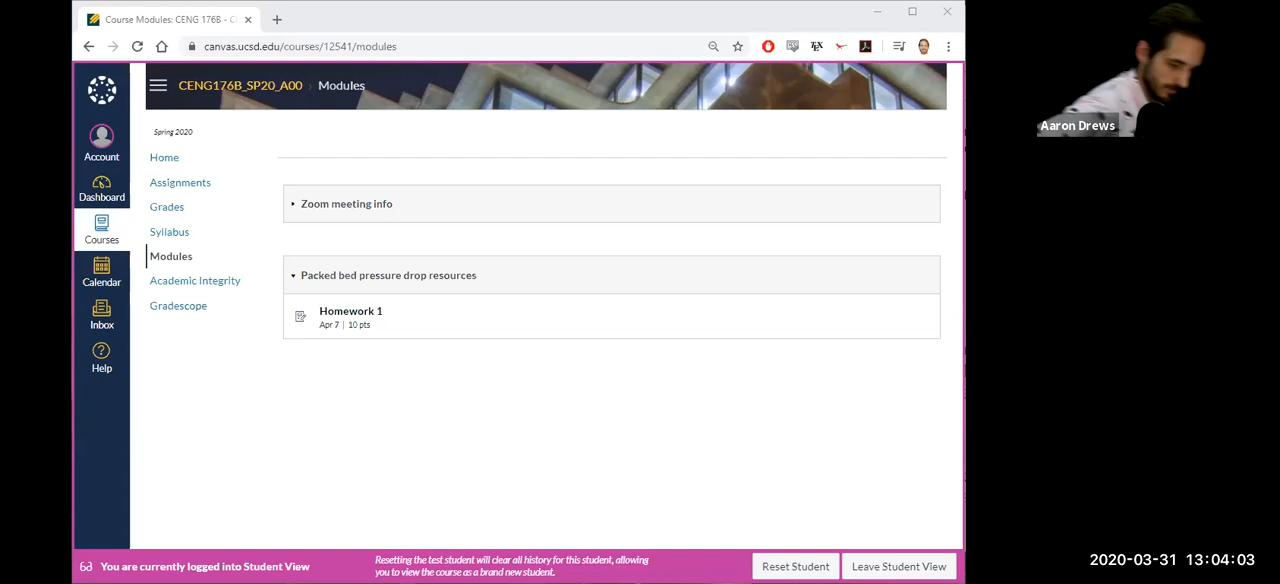 Course Modules: CENG 176B - C
canvas.ucsd.edu/courses/12541/modules
CENG176B_SP20_A00 › Modules
Aaron Drews
Spring 2020
Account
Dashboard
Courses
Calendar
Inbox
Help
Home
Assignments
Grades
Syllabus
Modules
Academic Integrity
Gradescope
Zoom meeting info
Packed bed pressure drop resources
Homework 1
Apr 7 | 10 pts
You are currently logged into Student View
Resetting the test student will clear all history for this student, allowing
you to view the course as a brand new student.
Reset Student
Leave Student View
2020-03-31 13:04:03